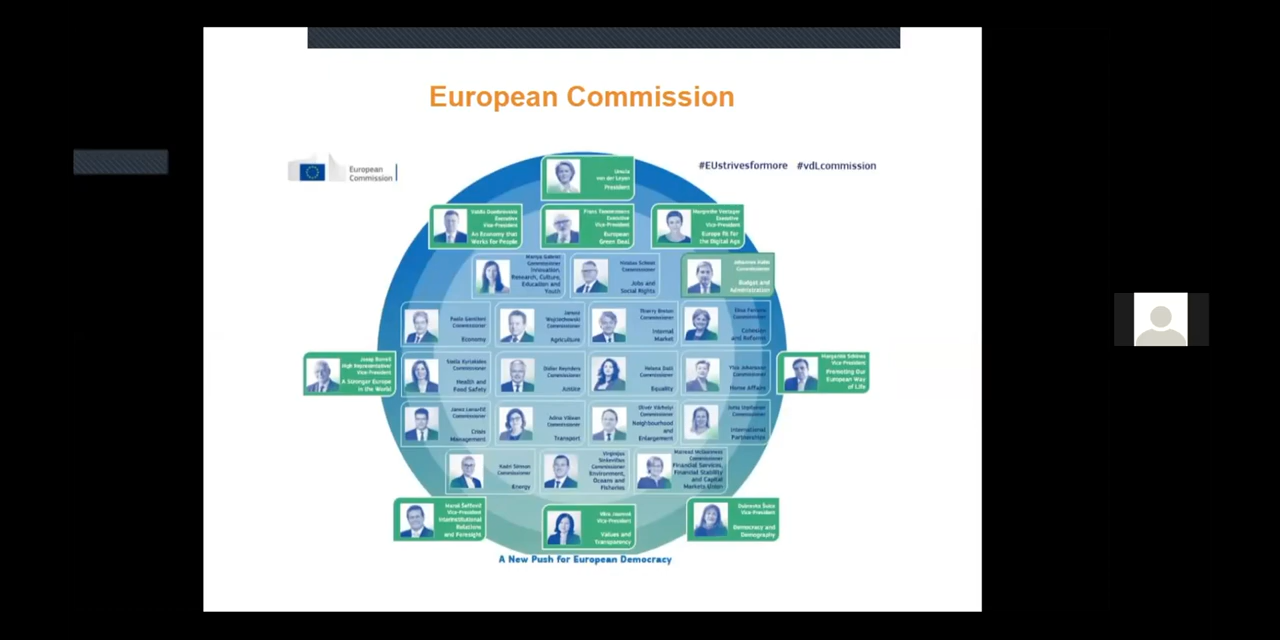 European Commission
European
Commission
#EUstrivesformore #vdLcommission
Ursula
von der Leyen
President
Valdis Dombrovskis
Executive
Vice-President
An Economy that
Works for People
Frans Timmermans
Executive
Vice-President
European
Green Deal
Margrethe Vestager
Executive
Vice-President
Europe fit for
the Digital Age
Mariya Gabriel
Commissioner
Innovation,
Research, Culture,
Education and
Youth
Nicolas Schmit
Commissioner
Jobs and
Social Rights
Johannes Hahn
Commissioner
Budget and
Administration
Paolo Gentiloni
Commissioner
Economy
Janusz
Wojciechowski
Commissioner
Agriculture
Thierry Breton
Commissioner
Internal
Market
Elisa Ferreira
Commissioner
Cohesion
and Reforms
Josep Borrell
High Representative/
Vice-President
A Stronger Europe
in the World
Stella Kyriakides
Commissioner
Health and
Food Safety
Didier Reynders
Commissioner
Justice
Helena Dalli
Commissioner
Equality
Ylva Johansson
Commissioner
Home Affairs
Margaritis Schinas
Vice-President
Promoting Our
European Way
of Life
Janez Lenarčič
Commissioner
Crisis
Management
Adina Vălean
Commissioner
Transport
Olivér Várhelyi
Commissioner
Neighbourhood
and
Enlargement
Jutta Urpilainen
Commissioner
International
Partnerships
Kadri Simson
Commissioner
Energy
Virginijus
Sinkevičius
Commissioner
Environment,
Oceans and
Fisheries
Mairead McGuinness
Commissioner
Financial Services,
Financial Stability
and Capital
Markets Union
Maroš Šefčovič
Vice-President
Interinstitutional
Relations
and Foresight
Věra Jourová
Vice-President
Values and
Transparency
Dubravka Šuica
Vice-President
Democracy and
Demography
A New Push for European Democracy